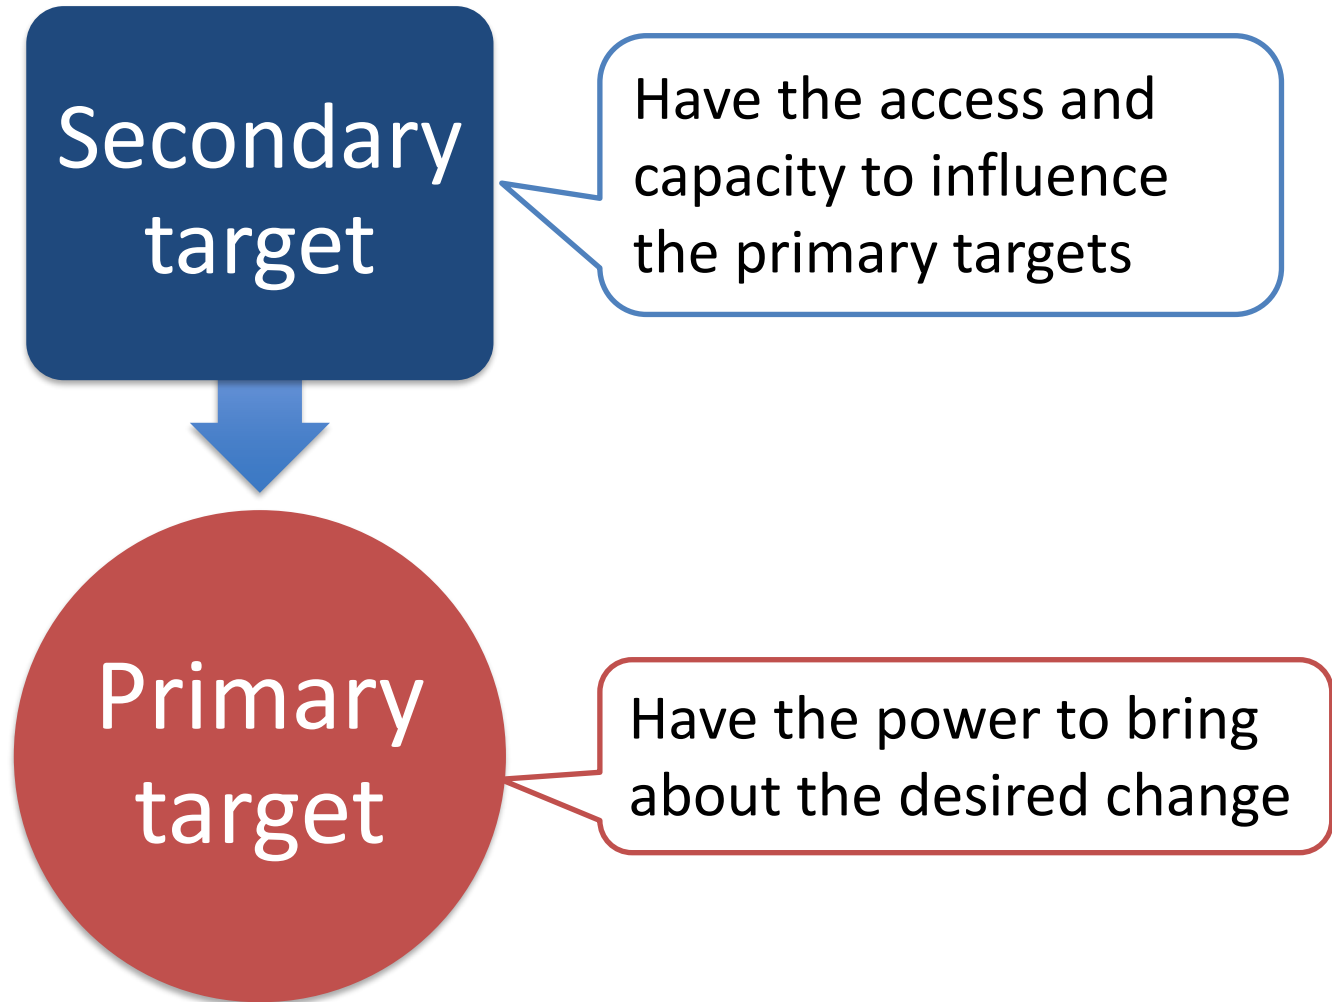 Secondary
target
Have the access and
capacity to influence
the primary targets
Primary
target
Have the power to bring
about the desired change